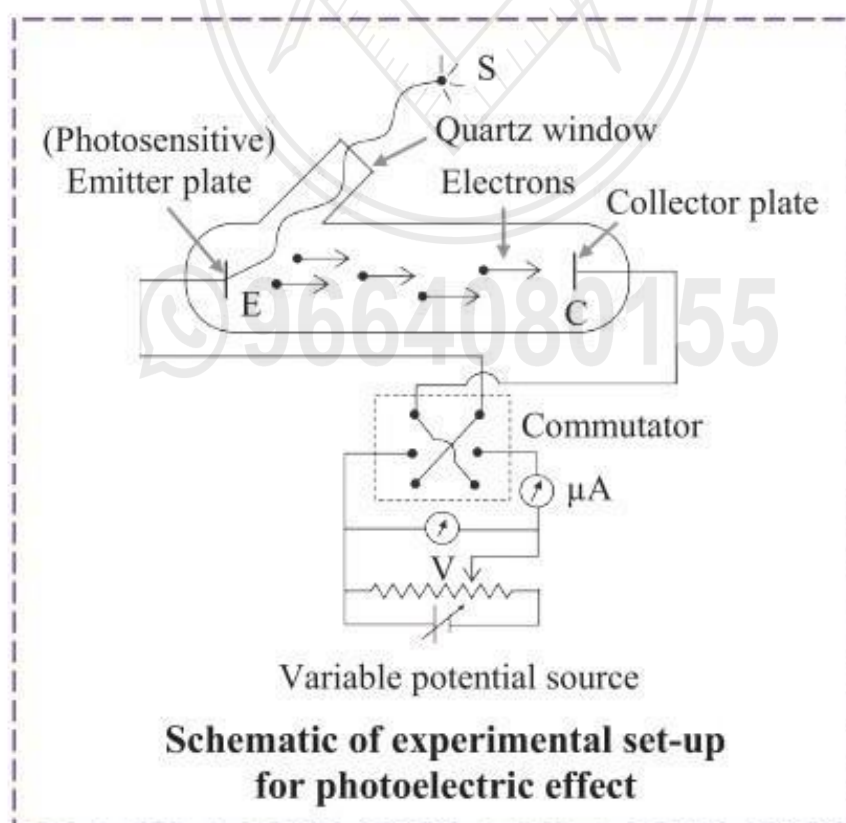 S
Quartz window
(Photosensitive)
Emitter plate
Electrons
Collector plate
E
C
9664080155
Commutator
µA
V
Variable potential source
Schematic of experimental set-up
for photoelectric effect